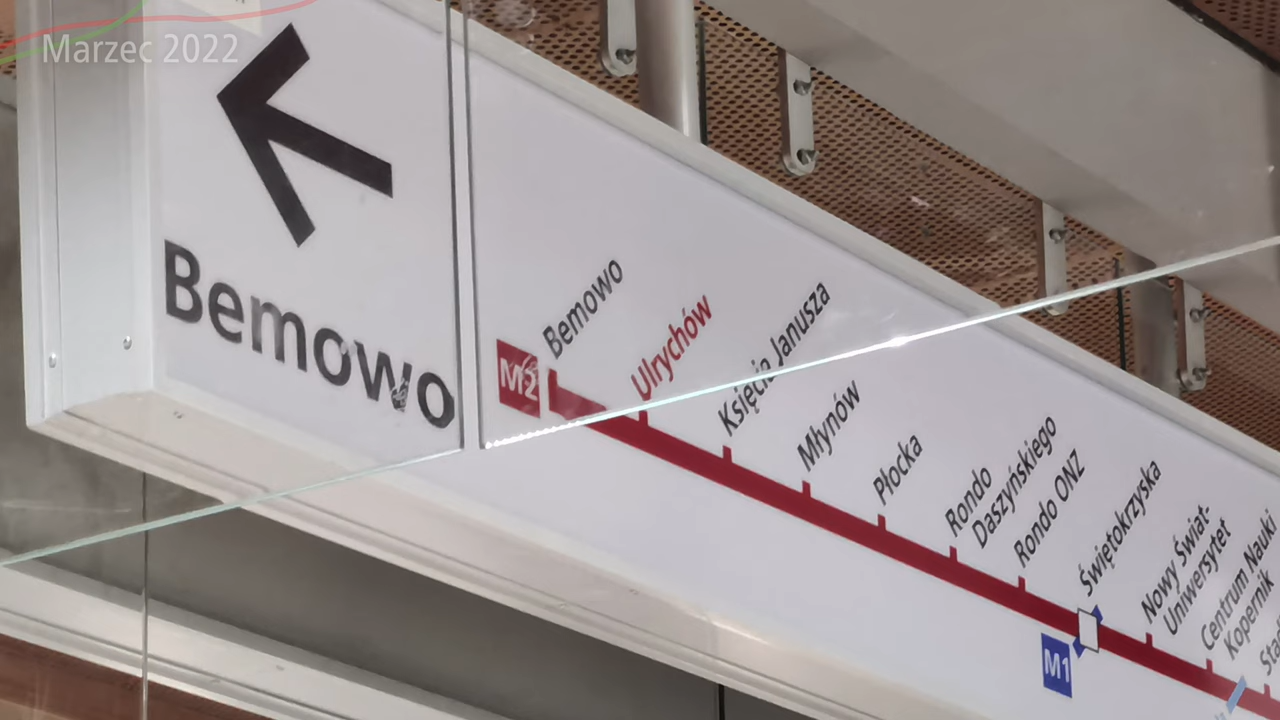 Marzec 2022
Bemowo
M2
Bemowo
Ulrychów
Księcia Janusza
Młynów
Płocka
Rondo
Daszyńskiego
Rondo ONZ
Świętokrzyska
M1
Nowy Świat-
Uniwersytet
Centrum Nauki
Kopernik